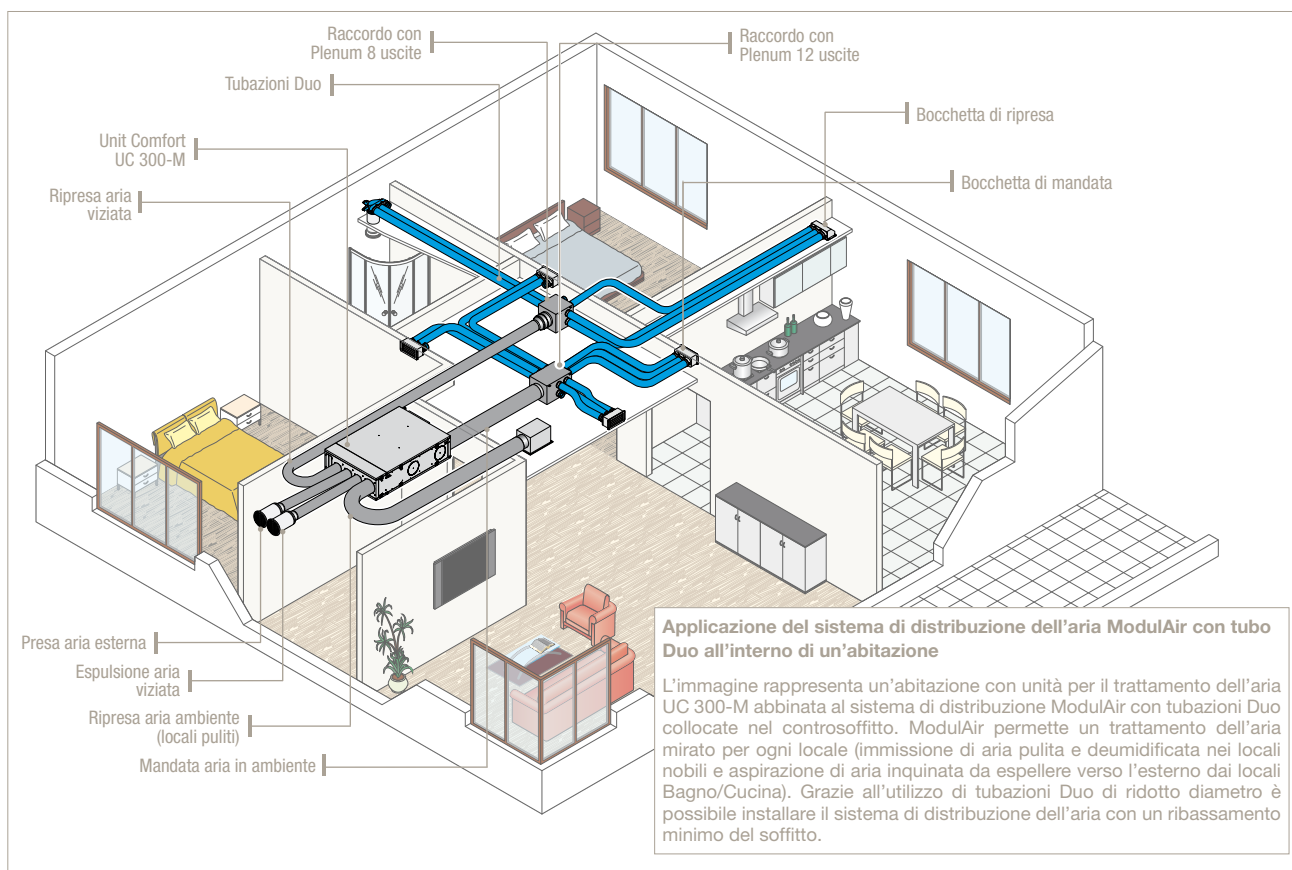 Raccordo con
Plenum 8 uscite
Raccordo con
Plenum 12 uscite
Tubazioni Duo
Bocchetta di ripresa
Unit Comfort
UC 300-M
Bocchetta di mandata
Ripresa aria
viziata
Presa aria esterna
Espulsione aria
viziata
Ripresa aria ambiente
(locali puliti)
Mandata aria in ambiente
Applicazione del sistema di distribuzione dell'aria ModulAir con tubo
Duo all'interno di un'abitazione
L'immagine rappresenta un'abitazione con unità per il trattamento dell'aria
UC 300-M abbinata al sistema di distribuzione ModulAir con tubazioni Duo
collocate nel controsoffitto. ModulAir permette un trattamento dell'aria
mirato per ogni locale (immissione di aria pulita e deumidificata nei locali
nobili e aspirazione di aria inquinata da espellere verso l'esterno dai locali
Bagno/Cucina). Grazie all'utilizzo di tubazioni Duo di ridotto diametro è
possibile installare il sistema di distribuzione dell'aria con un ribassamento
minimo del soffitto.